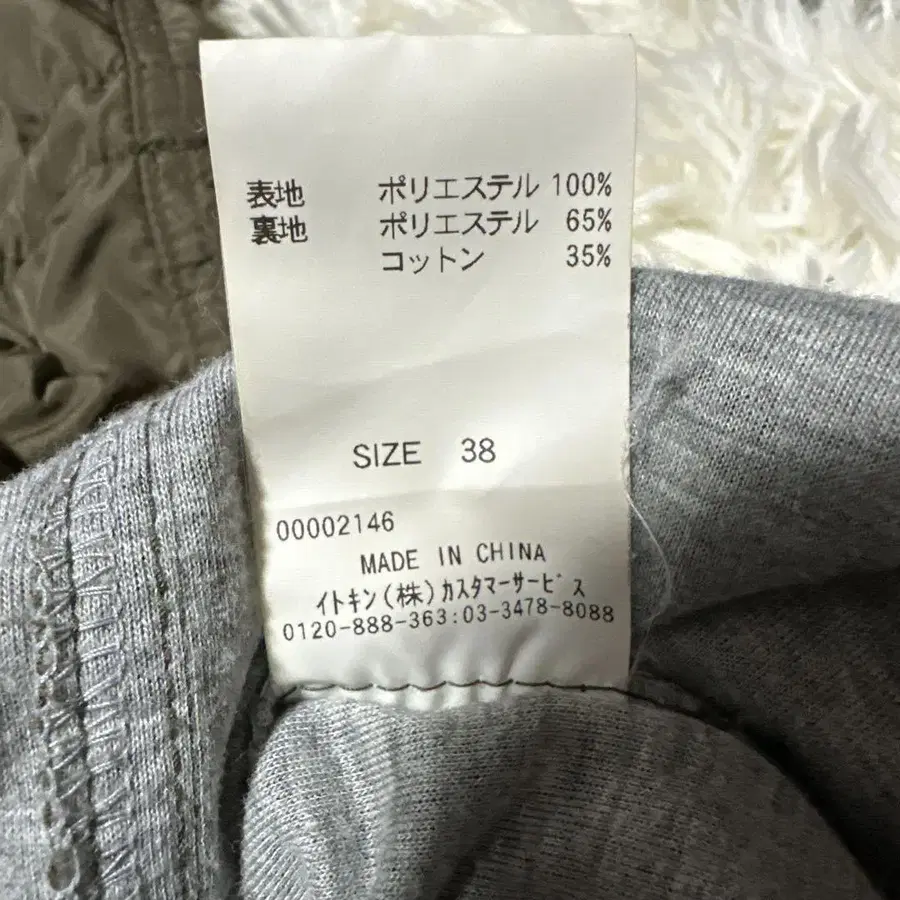 表地 ポリエステル 100%
裏地 ポリエステル 65%
コットン 35%
SIZE 38
00002146
MADE IN CHINA
ｲﾄｷﾝ(株)ｶｽﾀﾏｰｻｰﾋﾞｽ
0120-888-363:03-3478-8088